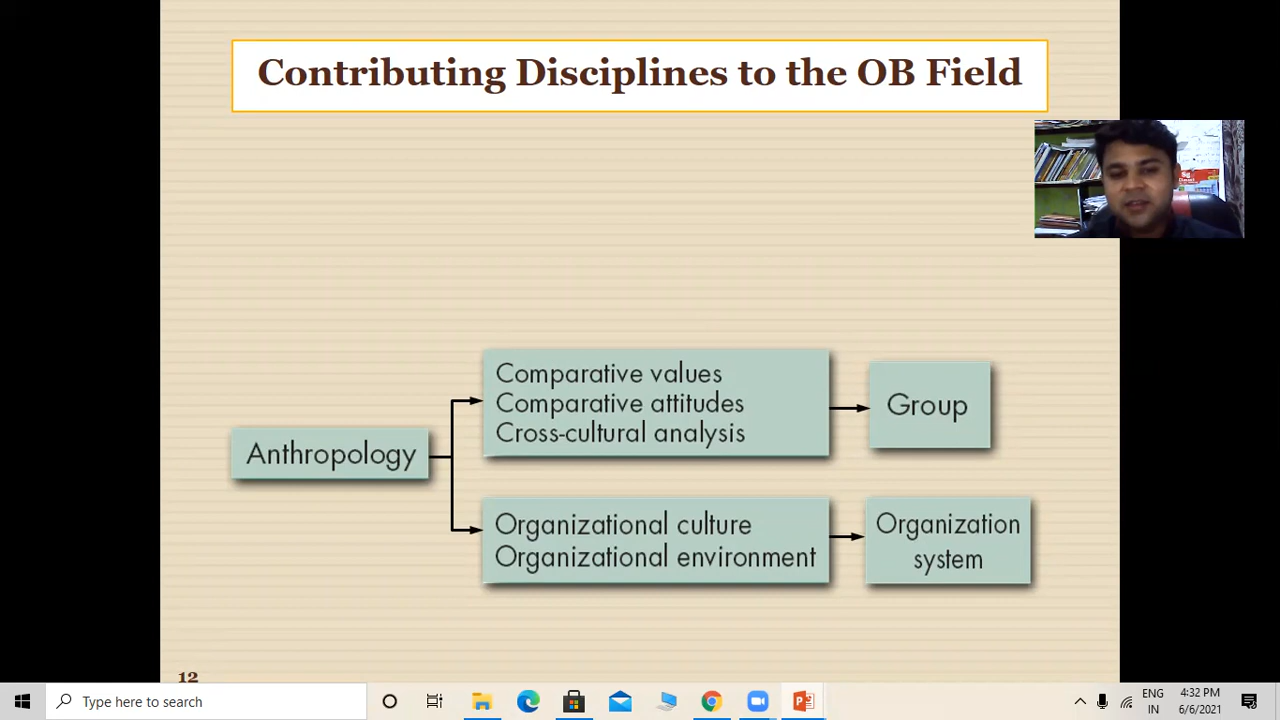 Contributing Disciplines to the OB Field
Comparative values
Comparative attitudes
Cross-cultural analysis
Group
Anthropology
Organizational culture
Organizational environment
Organization
system
12
Type here to search
ENG
IN
4:32 PM
6/6/2021